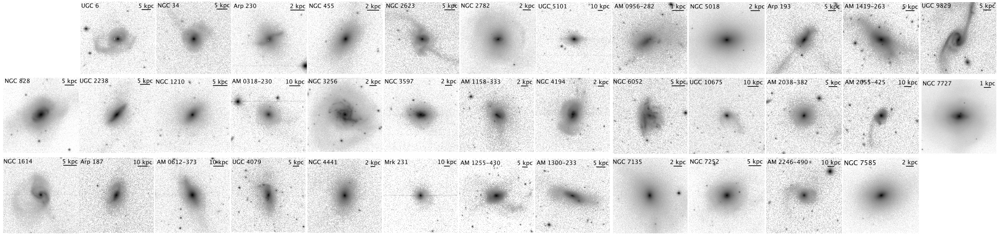 UGC 6 5 kpc NGC 34 5 kpc Arp 230 2 kpc NGC 455 2 kpc NGC 2623 5 kpc NGC 2782 2 kpc UGC 5101 10 kpc AM 0956-282 1 kpc NGC 5018 2 kpc Arp 193 5 kpc AM 1419-263 5 kpc UGC 9829 5 kpc
NGC 828 5 kpc UGC 2238 5 kpc NGC 1210 5 kpc AM 0318-230 10 kpc NGC 3256 2 kpc NGC 3597 2 kpc AM 1158-333 2 kpc NGC 4194 2 kpc NGC 6052 5 kpc UGC 10675 10 kpc AM 2038-382 5 kpc AM 2055-425 10 kpc NGC 7727 1 kpc
NGC 1614 5 kpc Arp 187 10 kpc AM 0612-373 10 kpc UGC 4079 5 kpc NGC 4441 2 kpc Mrk 231 10 kpc AM 1255-430 5 kpc AM 1300-233 5 kpc NGC 7135 2 kpc NGC 7252 5 kpc AM 2246-490 10 kpc NGC 7585 2 kpc